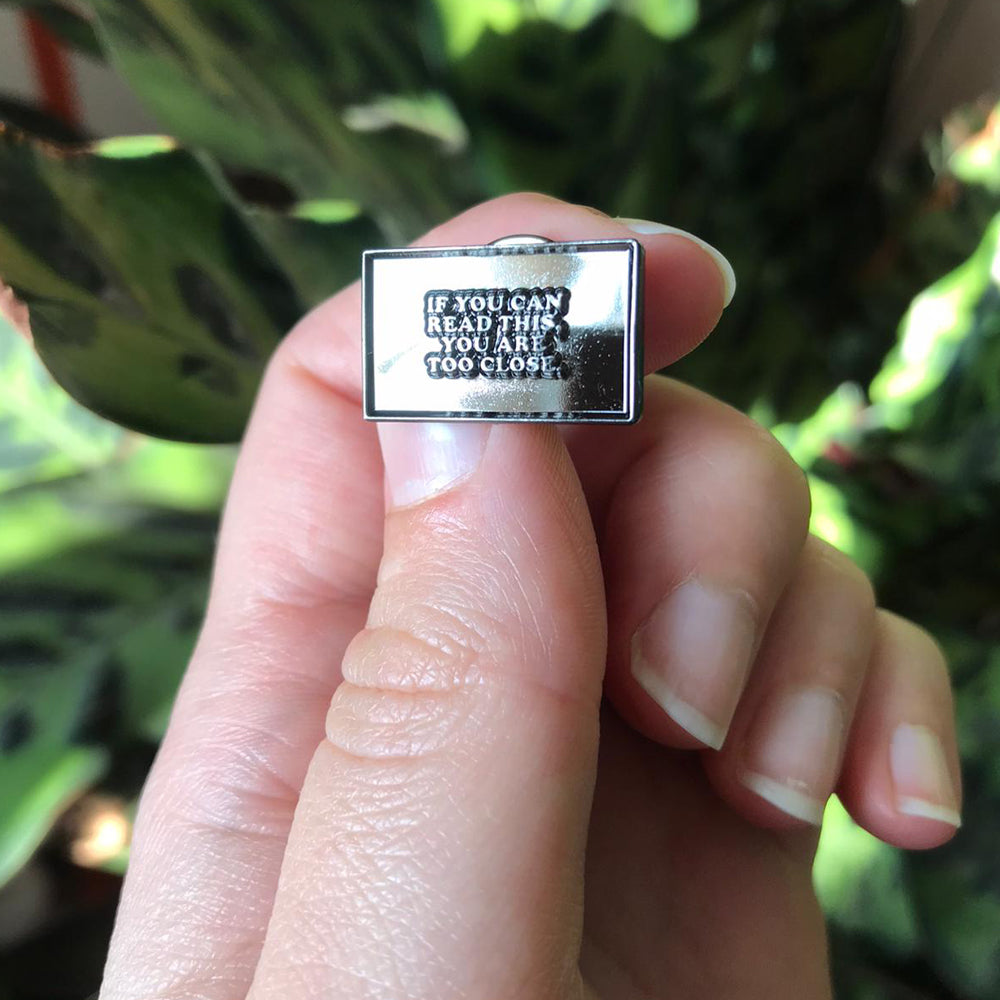 IF YOU CAN
READ THIS,
YOU ARE
TOO CLOSE.